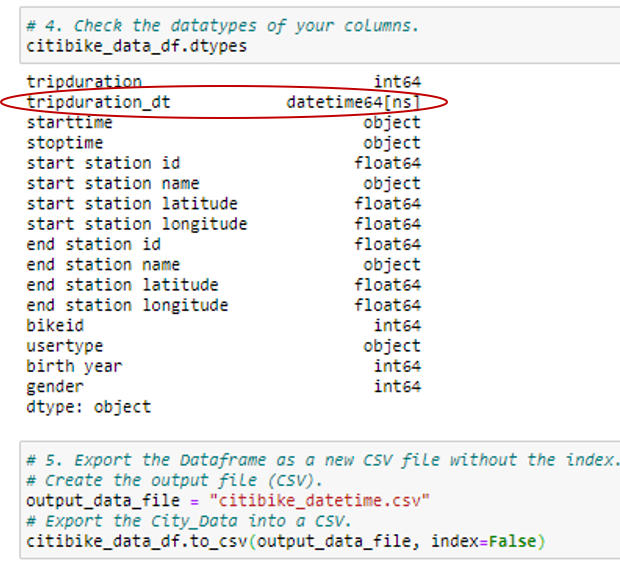 # 4. Check the datatypes of your columns.
citibike_data_df.dtypes
tripduration int64
tripduration_dt datetime64[ns]
starttime object
stoptime object
start station id float64
start station name object
start station latitude float64
start station longitude float64
end station id float64
end station name object
end station latitude float64
end station longitude float64
bikeid int64
usertype object
birth year int64
gender int64
dtype: object
# 5. Export the Dataframe as a new CSV file without the index.
# Create the output file (CSV).
output_data_file = "citibike_datetime.csv"
# Export the City_Data into a CSV.
citibike_data_df.to_csv(output_data_file, index=False)